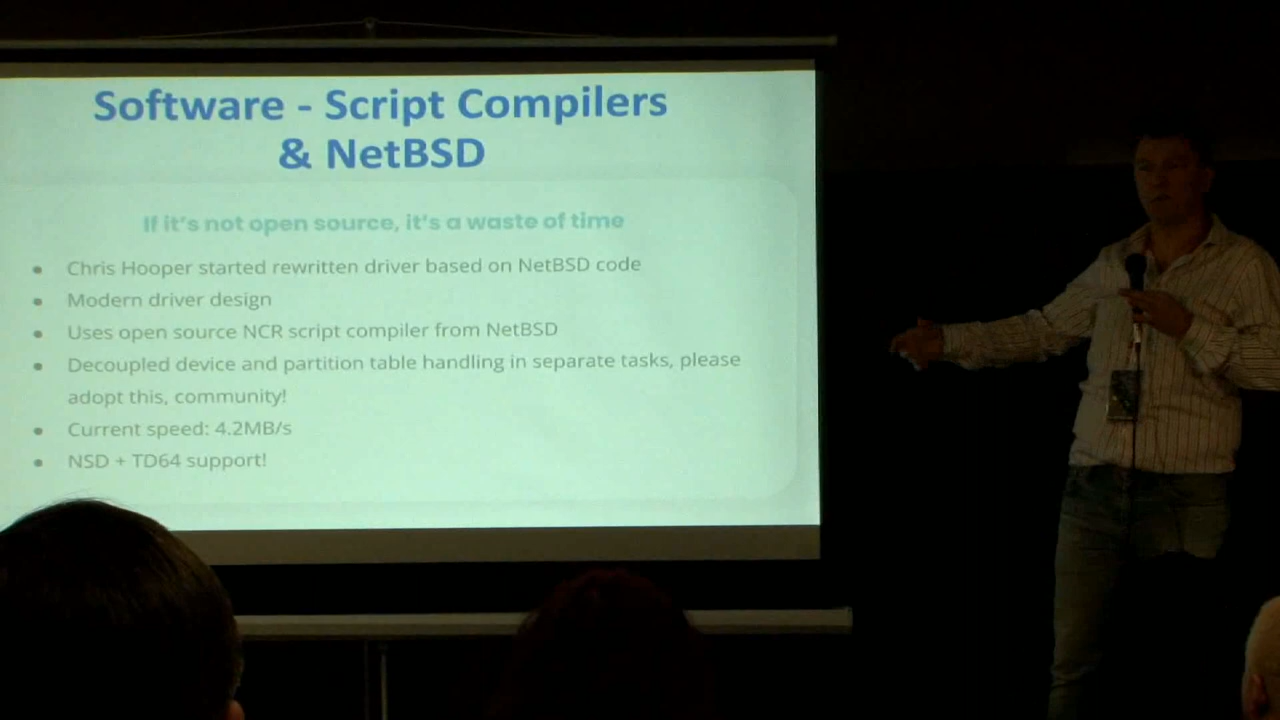 Software - Script Compilers
& NetBSD
If it's not open source, it's a waste of time
• Chris Hooper started rewritten driver based on NetBSD code
• Modern driver design
• Uses open source NCR script compiler from NetBSD
• Decoupled device and partition table handling in separate tasks, please
adopt this, community!
• Current speed: 4.2MB/s
• NSD + TD64 support!